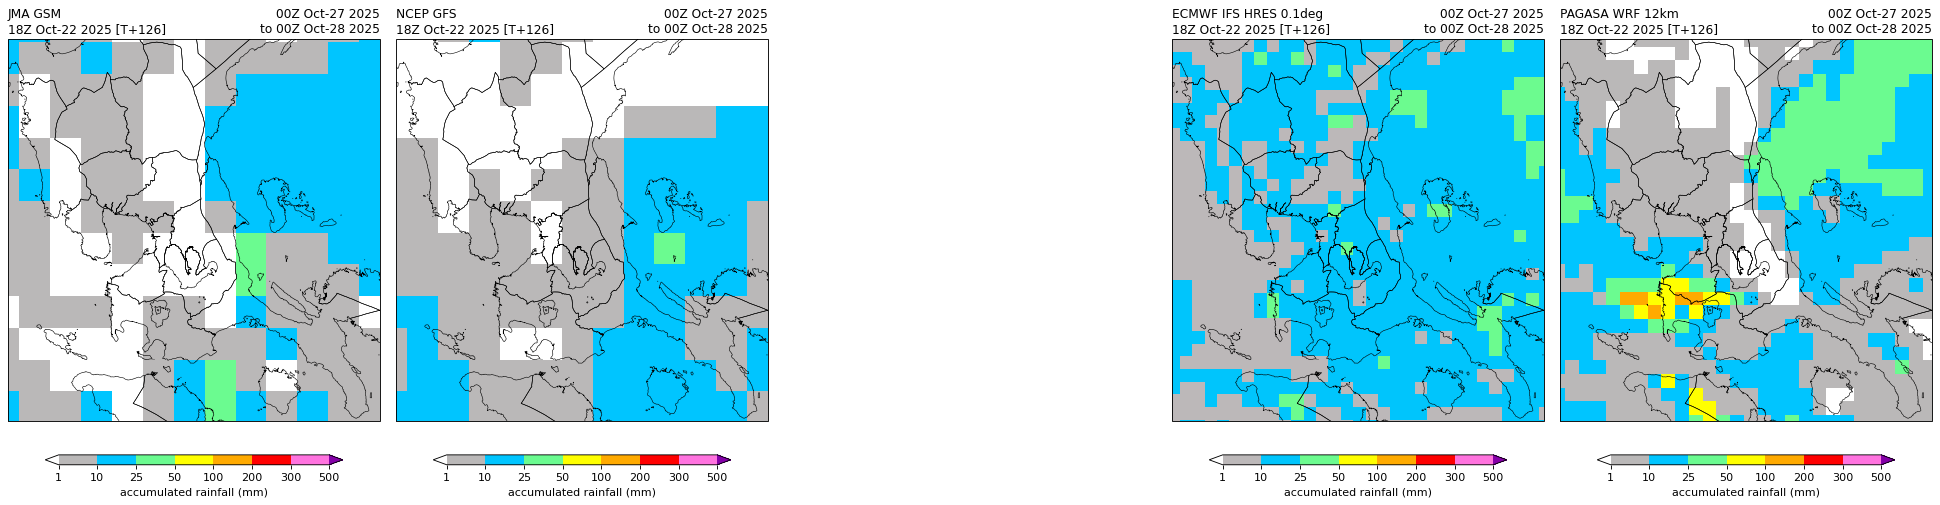 JMA GSM 00Z Oct-27 2025
18Z Oct-22 2025 [T+126] to 00Z Oct-28 2025
1 10 25 50 100 200 300 500
accumulated rainfall (mm)
NCEP GFS 00Z Oct-27 2025
18Z Oct-22 2025 [T+126] to 00Z Oct-28 2025
1 10 25 50 100 200 300 500
accumulated rainfall (mm)
ECMWF IFS HRES 0.1deg 00Z Oct-27 2025
18Z Oct-22 2025 [T+126] to 00Z Oct-28 2025
1 10 25 50 100 200 300 500
accumulated rainfall (mm)
PAGASA WRF 12km 00Z Oct-27 2025
18Z Oct-22 2025 [T+126] to 00Z Oct-28 2025
1 10 25 50 100 200 300 500
accumulated rainfall (mm)